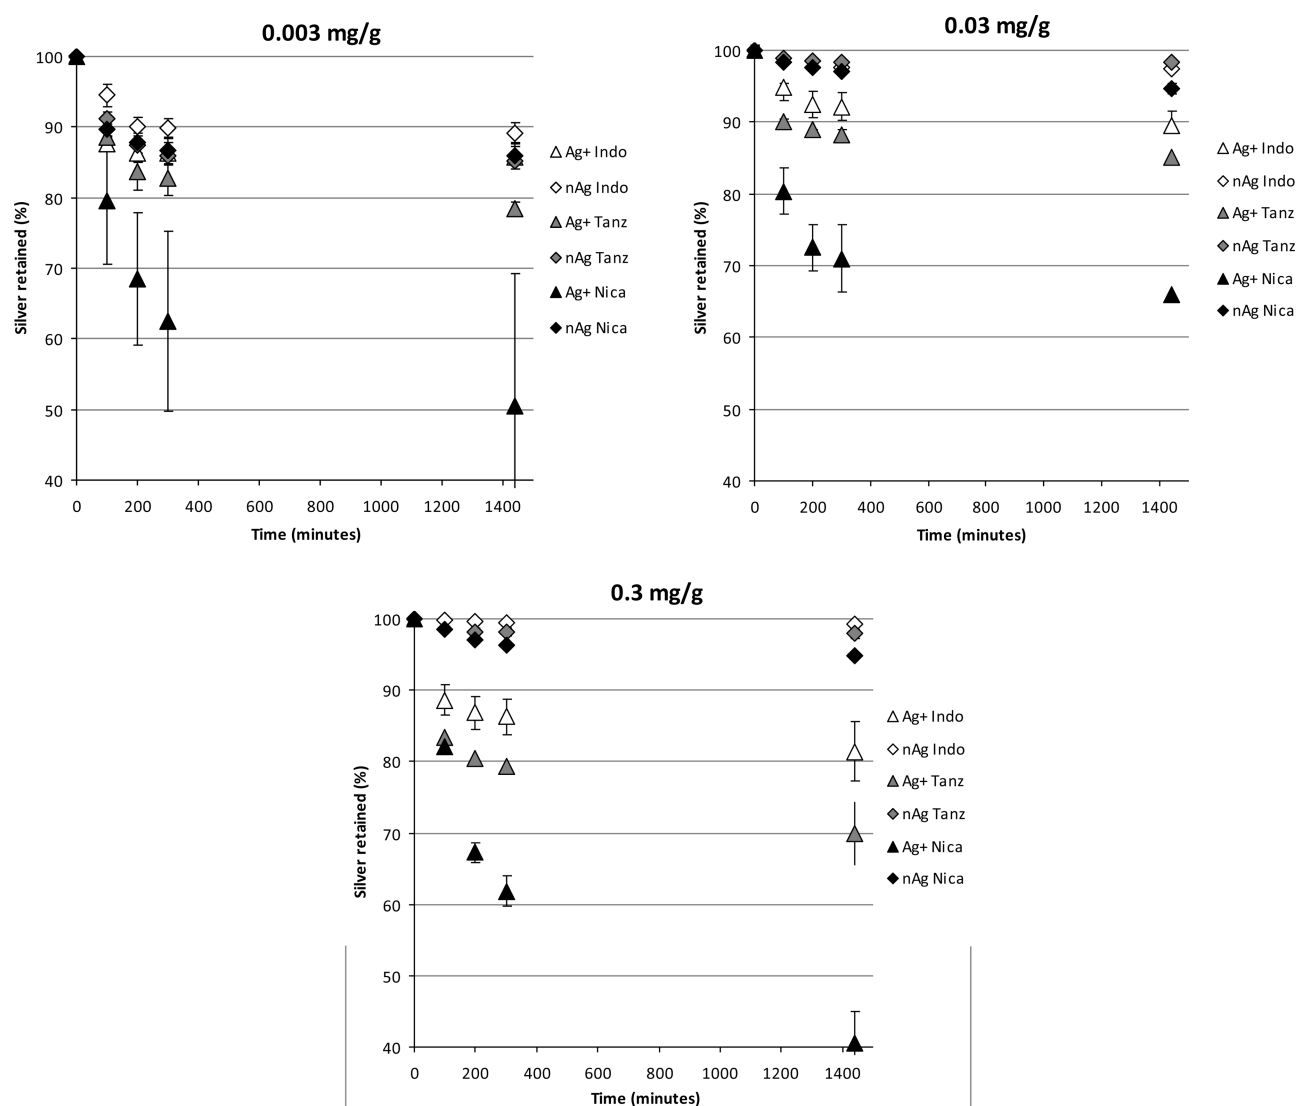 0.003 mg/g
100
90
80
70
60
50
40
0 200 400 600 800 1000 1200 1400
Silver retained (%)
Time (minutes)
Ag+ Indo
nAg Indo
Ag+ Tanz
nAg Tanz
Ag+ Nica
nAg Nica
0.03 mg/g
100
90
80
70
60
50
40
0 200 400 600 800 1000 1200 1400
Silver retained (%)
Time (minutes)
Ag+ Indo
nAg Indo
Ag+ Tanz
nAg Tanz
Ag+ Nica
nAg Nica
0.3 mg/g
100
90
80
70
60
50
40
0 200 400 600 800 1000 1200 1400
Silver retained (%)
Time (minutes)
Ag+ Indo
nAg Indo
Ag+ Tanz
nAg Tanz
Ag+ Nica
nAg Nica